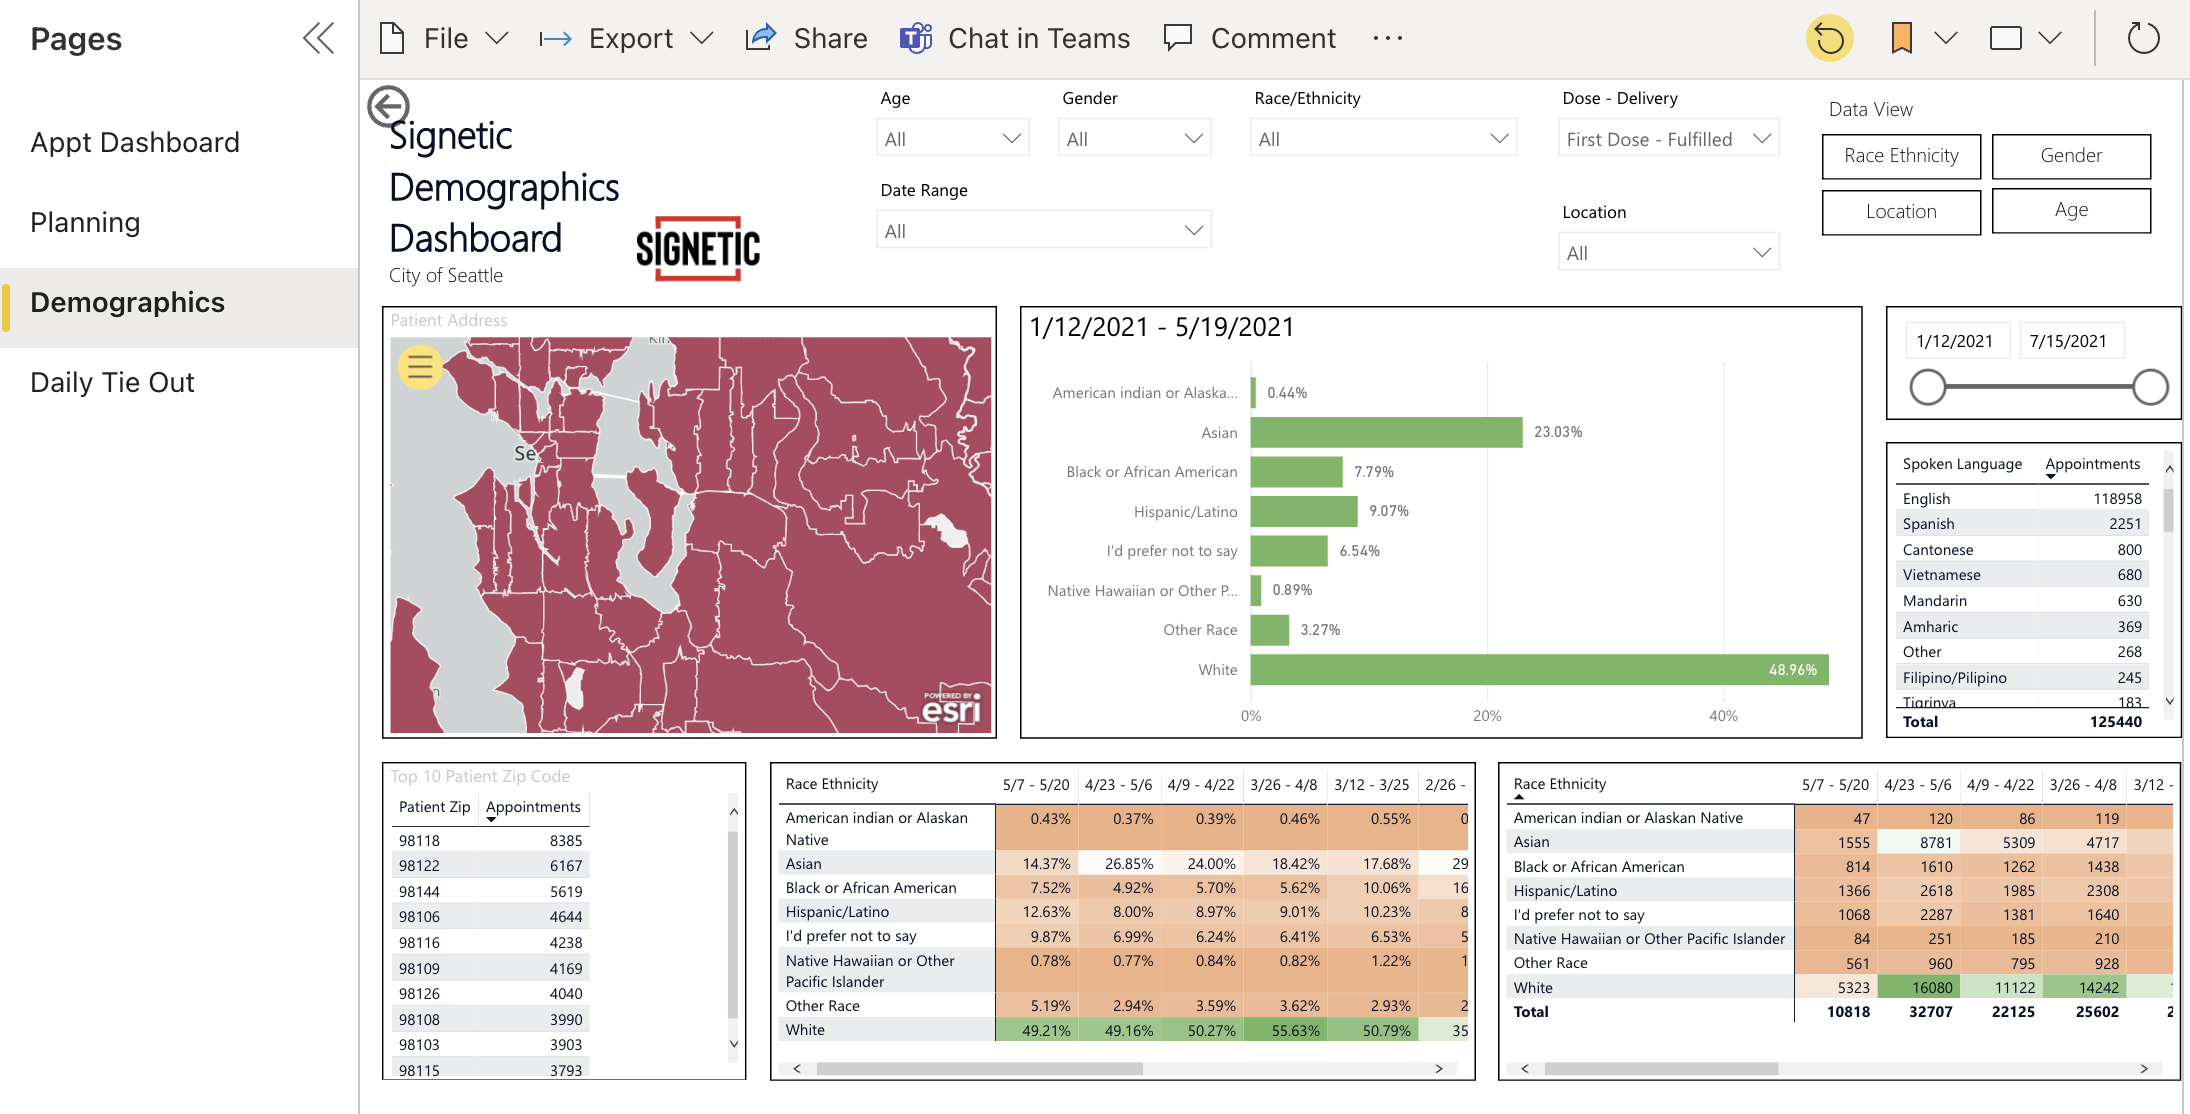 Pages
Appt Dashboard
Planning
Demographics
Daily Tie Out
File Export Share Chat in Teams Comment ...
Signetic
Demographics
Dashboard
City of Seattle
SIGNETIC
Age
All
Gender
All
Race/Ethnicity
All
Dose - Delivery
First Dose - Fulfilled
Date Range
All
Location
All
Data View
Race Ethnicity
Gender
Location
Age
Patient Address
Se
POWERED BY
esri
1/12/2021 - 5/19/2021
American indian or Alaska... 0.44%
Asian 23.03%
Black or African American 7.79%
Hispanic/Latino 9.07%
I'd prefer not to say 6.54%
Native Hawaiian or Other P... 0.89%
Other Race 3.27%
White 48.96%
0% 20% 40%
1/12/2021 7/15/2021
Spoken Language Appointments
English 118958
Spanish 2251
Cantonese 800
Vietnamese 680
Mandarin 630
Amharic 369
Other 268
Filipino/Pilipino 245
Tigrinya 183
Total 125440
Top 10 Patient Zip Code
Patient Zip Appointments
98118 8385
98122 6167
98144 5619
98106 4644
98116 4238
98109 4169
98126 4040
98108 3990
98103 3903
98115 3793
Race Ethnicity 5/7 - 5/20 4/23 - 5/6 4/9 - 4/22 3/26 - 4/8 3/12 - 3/25 2/26 -
American indian or Alaskan 0.43% 0.37% 0.39% 0.46% 0.55% 0
Native
Asian 14.37% 26.85% 24.00% 18.42% 17.68% 29
Black or African American 7.52% 4.92% 5.70% 5.62% 10.06% 16
Hispanic/Latino 12.63% 8.00% 8.97% 9.01% 10.23% 8
I'd prefer not to say 9.87% 6.99% 6.24% 6.41% 6.53% 5
Native Hawaiian or Other 0.78% 0.77% 0.84% 0.82% 1.22% 1
Pacific Islander
Other Race 5.19% 2.94% 3.59% 3.62% 2.93% 2
White 49.21% 49.16% 50.27% 55.63% 50.79% 35
Race Ethnicity 5/7 - 5/20 4/23 - 5/6 4/9 - 4/22 3/26 - 4/8 3/12 -
American indian or Alaskan Native 47 120 86 119
Asian 1555 8781 5309 4717
Black or African American 814 1610 1262 1438
Hispanic/Latino 1366 2618 1985 2308
I'd prefer not to say 1068 2287 1381 1640
Native Hawaiian or Other Pacific Islander 84 251 185 210
Other Race 561 960 795 928
White 5323 16080 11122 14242
Total 10818 32707 22125 25602 2